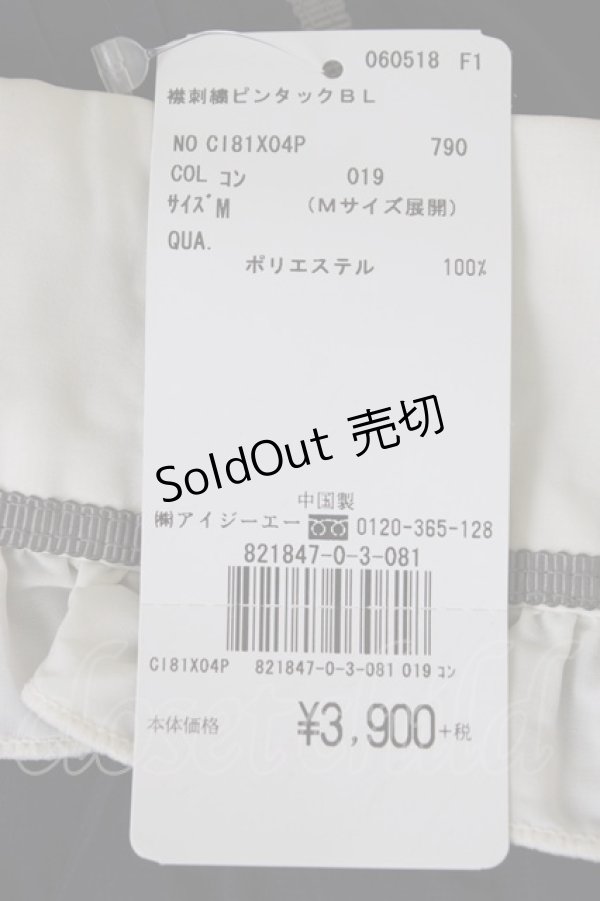 060518 F1
襟刺繍ピンタックBL
NO CI81X04P 790
COL コン 019
ｻｲｽﾞ M (Mサイズ展開)
QUA.
ポリエステル 100%
SoldOut 売切
中国製
㈱アイジーエー 0120-365-128
821847-0-3-081
CI81X04P 821847-0-3-081 019 コン
本体価格 ¥3,900+税
closet child